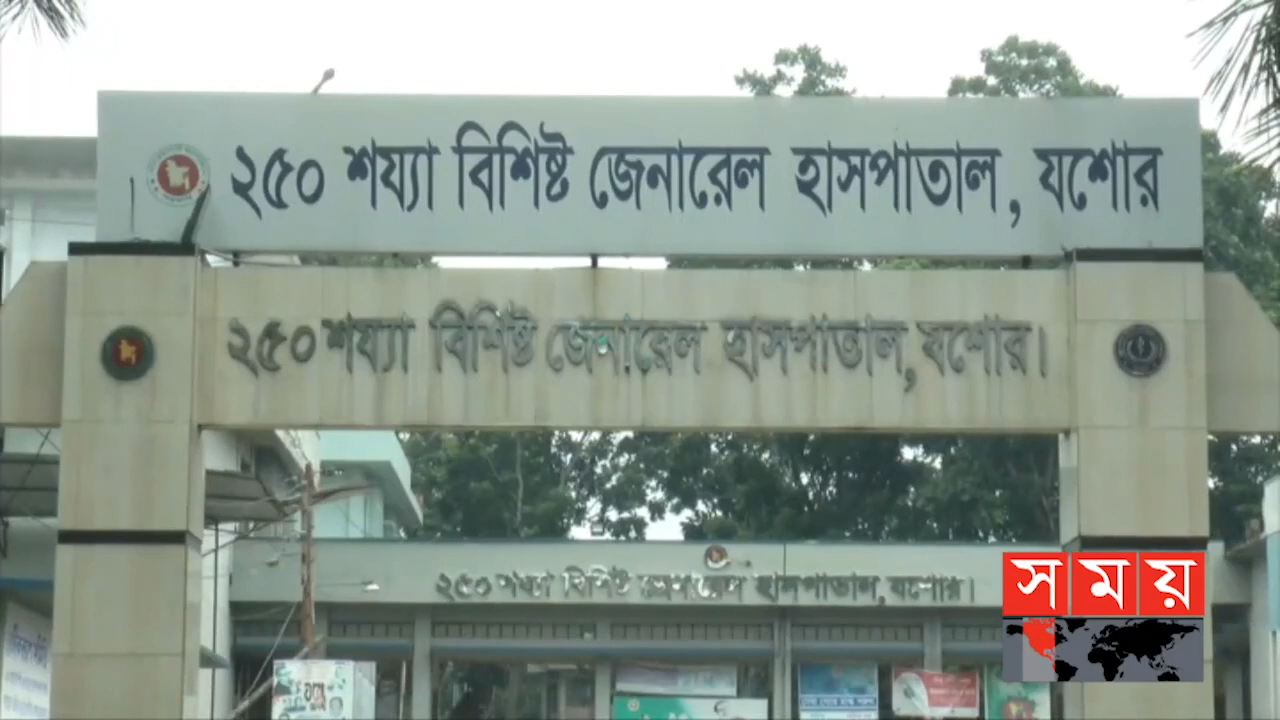 ২৫০ শয্যা বিশিষ্ট জেনারেল হাসপাতাল, যশোর
২৫০ শয্যা বিশিষ্ট জেনারেল হাসপাতাল, যশোর।
২৫০ শয্যা বিশিষ্ট জেনারেল হাসপাতাল, যশোর।
সময়